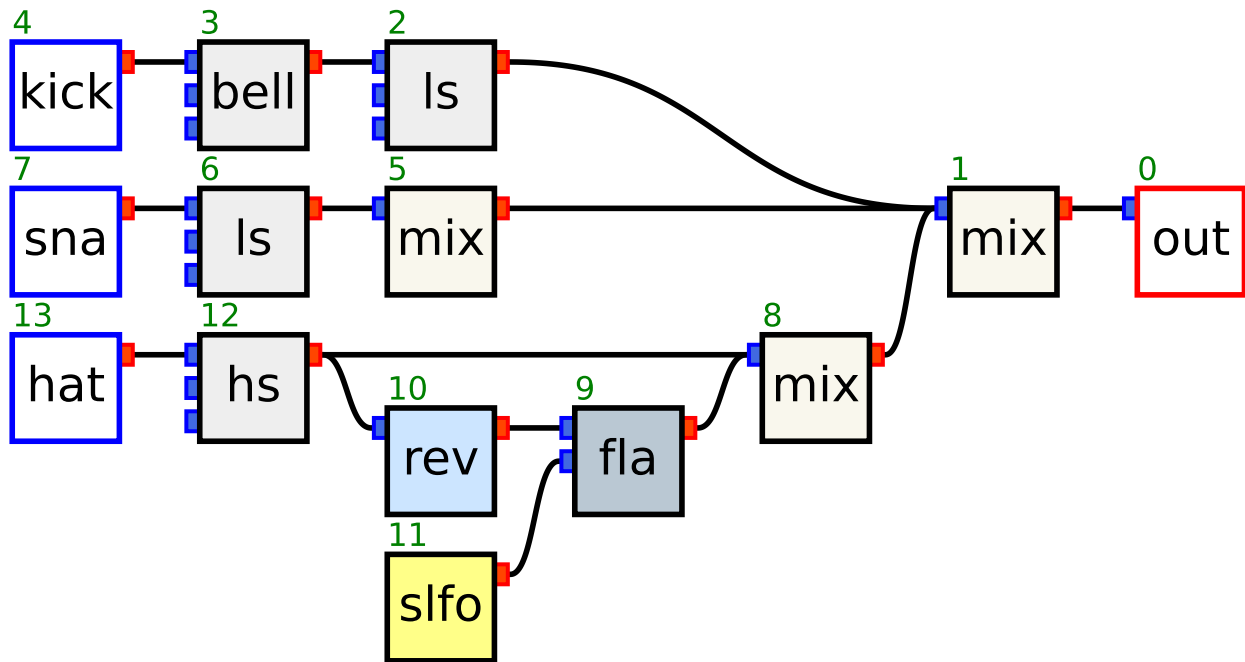 4 3 2
kick bell ls
7 6 5 1 0
sna ls mix mix out
13 12 8
hat hs mix
10 9
rev fla
11
slfo